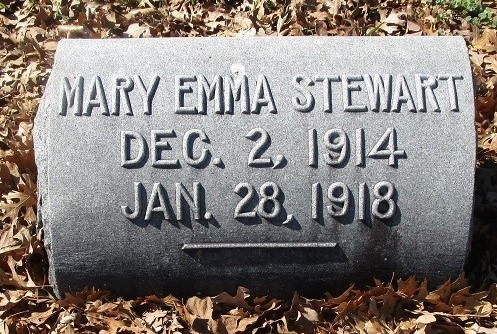 MARY EMMA STEWART
DEC. 2, 1914
JAN. 28, 1918